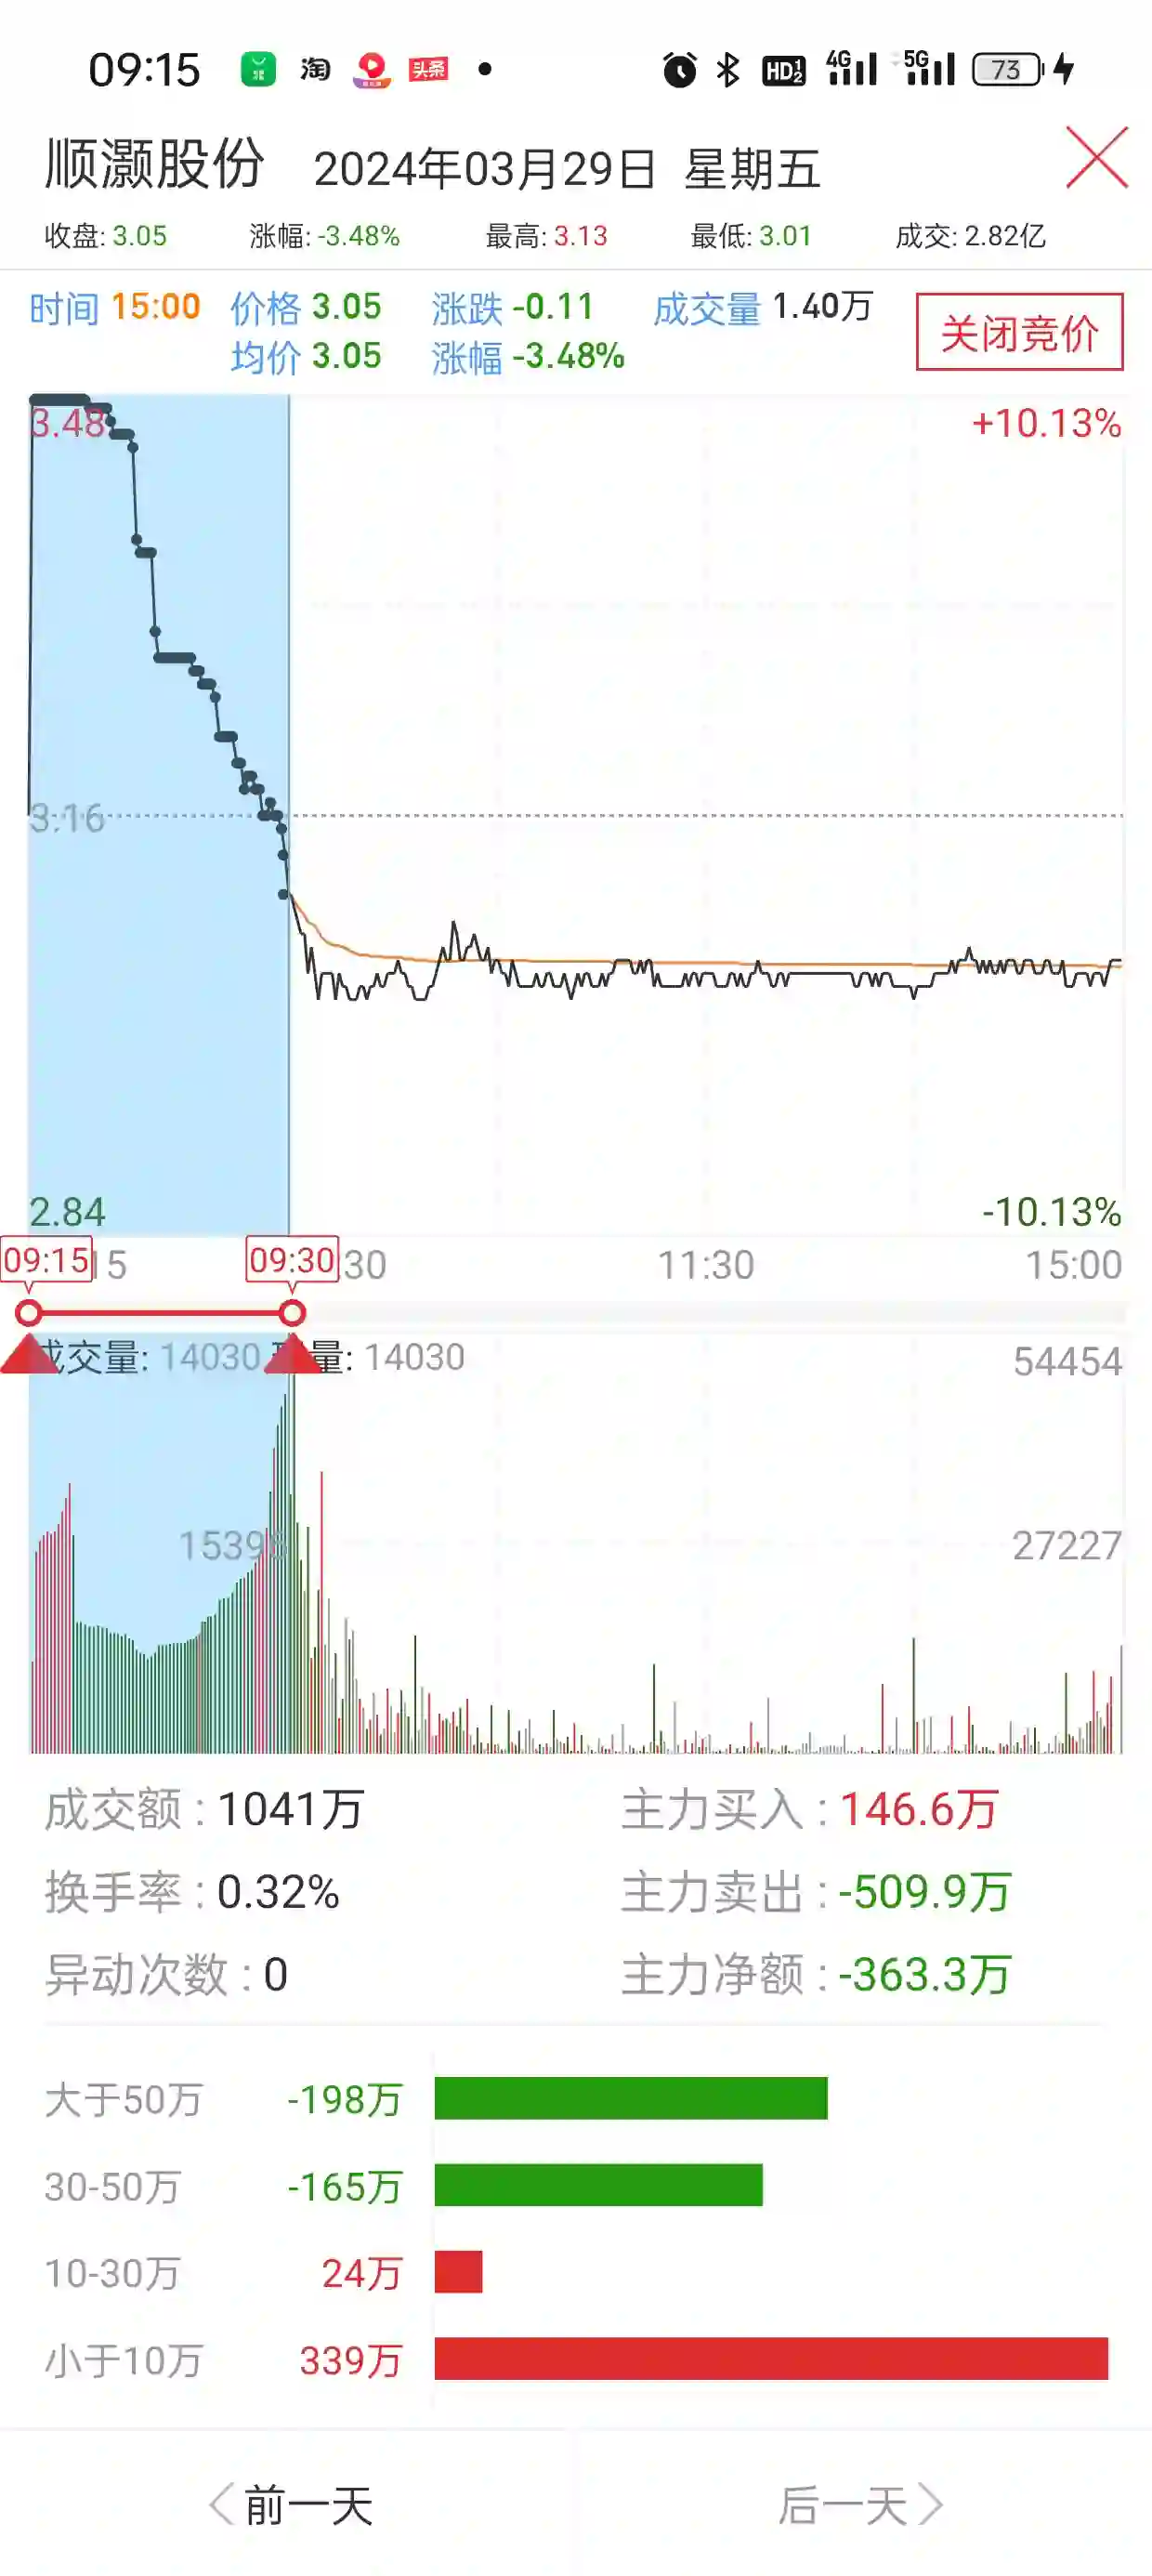 09:15 淘 头条 HD 1 2 4G 5G 73
顺灏股份 2024年03月29日 星期五
收盘: 3.05 涨幅: -3.48% 最高: 3.13 最低: 3.01 成交: 2.82亿
时间 15:00 价格 3.05 涨跌 -0.11 成交量 1.40万
均价 3.05 涨幅 -3.48%
关闭竞价
3.48 +10.13%
3.16
2.84 -10.13%
09:15 5 09:30 30 11:30 15:00
成交量: 14030 量: 14030 54454
1539 27227
成交额 : 1041万 主力买入 : 146.6万
换手率 : 0.32% 主力卖出 : -509.9万
异动次数 : 0 主力净额 : -363.3万
大于50万 -198万
30-50万 -165万
10-30万 24万
小于10万 339万
前一天 后一天